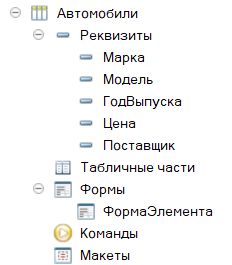 Автомобили
Реквизиты
Марка
Модель
ГодВыпуска
Цена
Поставщик
Табличные части
Формы
ФормаЭлемента
Команды
Макеты